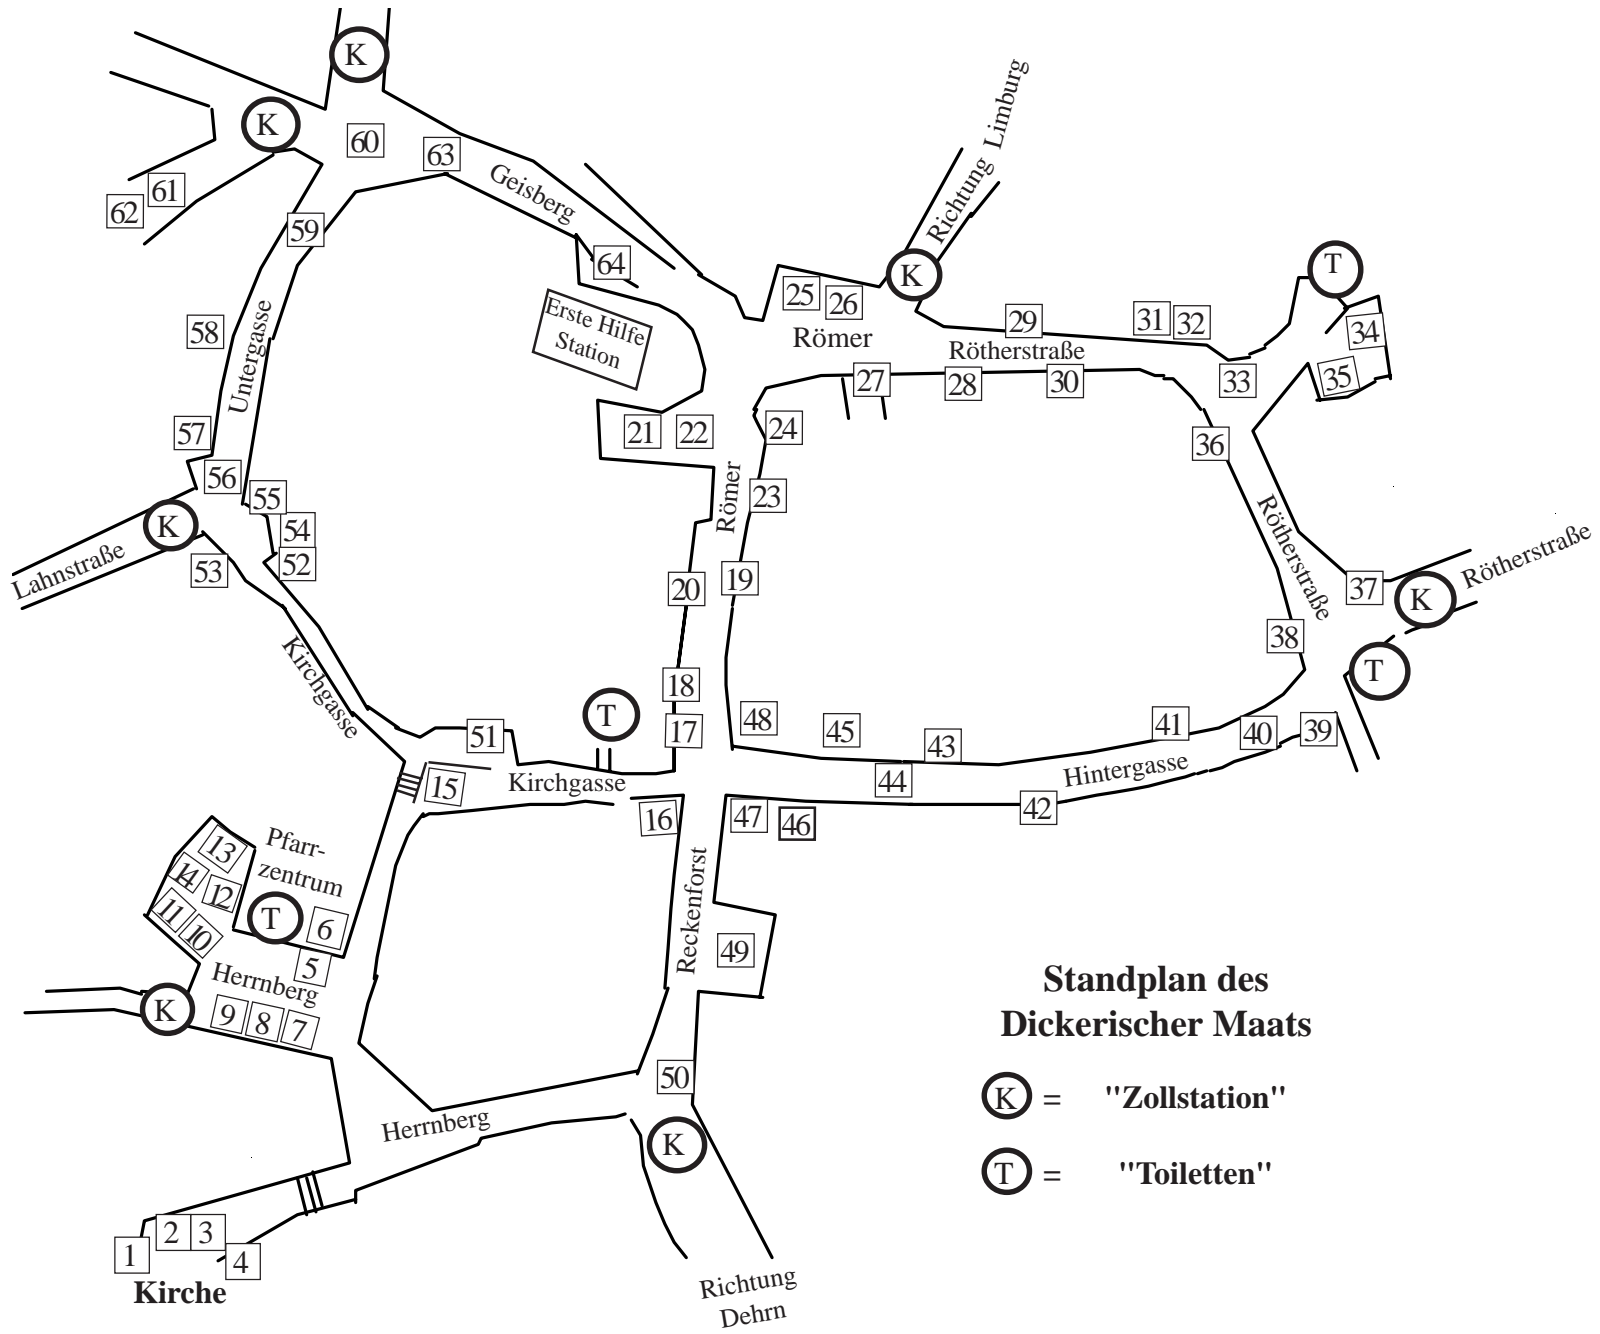 K
K
60
63
61
62
Geisberg
59
64
Richtung Limburg
K
T
25
26
29
31
32
34
Erste Hilfe
Station
Römer
Rötherstraße
58
Untergasse
27
28
30
33
35
57
21
22
24
36
56
55
23
Römer
K
54
Lahnstraße
53
52
20
19
Rötherstraße
37
K
Rötherstraße
38
T
Kirchgasse
18
T
17
48
45
43
41
40
39
51
15
Kirchgasse
44
Hintergasse
42
16
47
46
13
Pfarr-
zentrum
14
12
11
10
T
6
5
Reckenforst
49
Herrnberg
K
9
8
7
50
Herrnberg
K
2
3
1
4
Kirche
Richtung
Dehrn
Standplan des
Dickerischer Maats
K = "Zollstation"
T = "Toiletten"